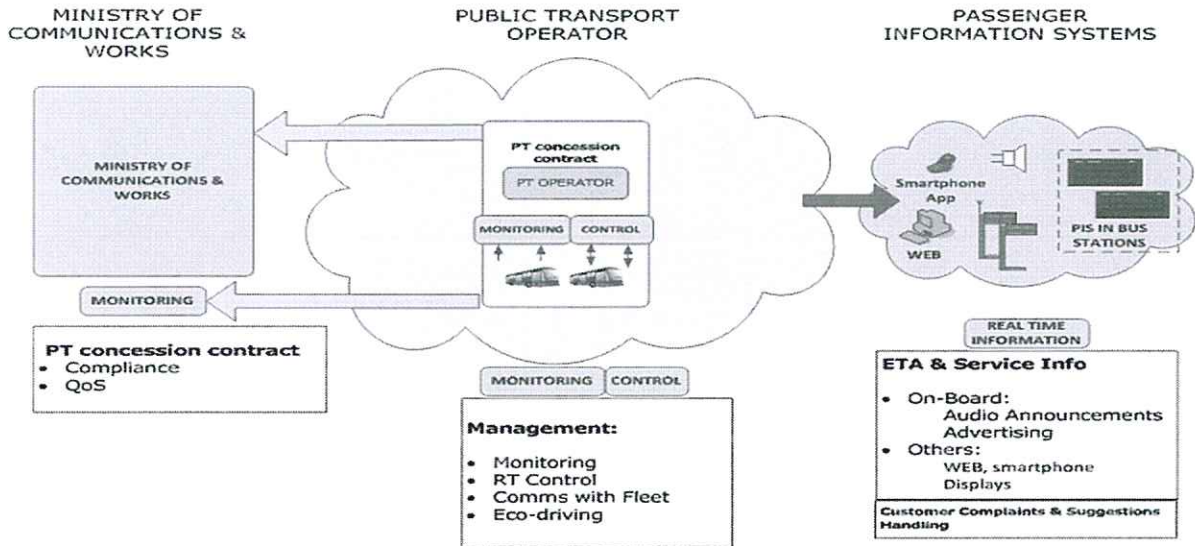 MINISTRY OF
COMMUNICATIONS &
WORKS
PUBLIC TRANSPORT
OPERATOR
PASSENGER
INFORMATION SYSTEMS
MINISTRY OF
COMMUNICATIONS &
WORKS
PT concession
contract
PT OPERATOR
MONITORING
CONTROL
Smartphone
App
WEB
PIS IN BUS
STATIONS
MONITORING
PT concession contract
• Compliance
• QoS
MONITORING
CONTROL
Management:
• Monitoring
• RT Control
• Comms with Fleet
• Eco-driving
REAL TIME
INFORMATION
ETA & Service Info
• On-Board:
Audio Announcements
Advertising
• Others:
WEB, smartphone
Displays
Customer Complaints & Suggestions
Handling